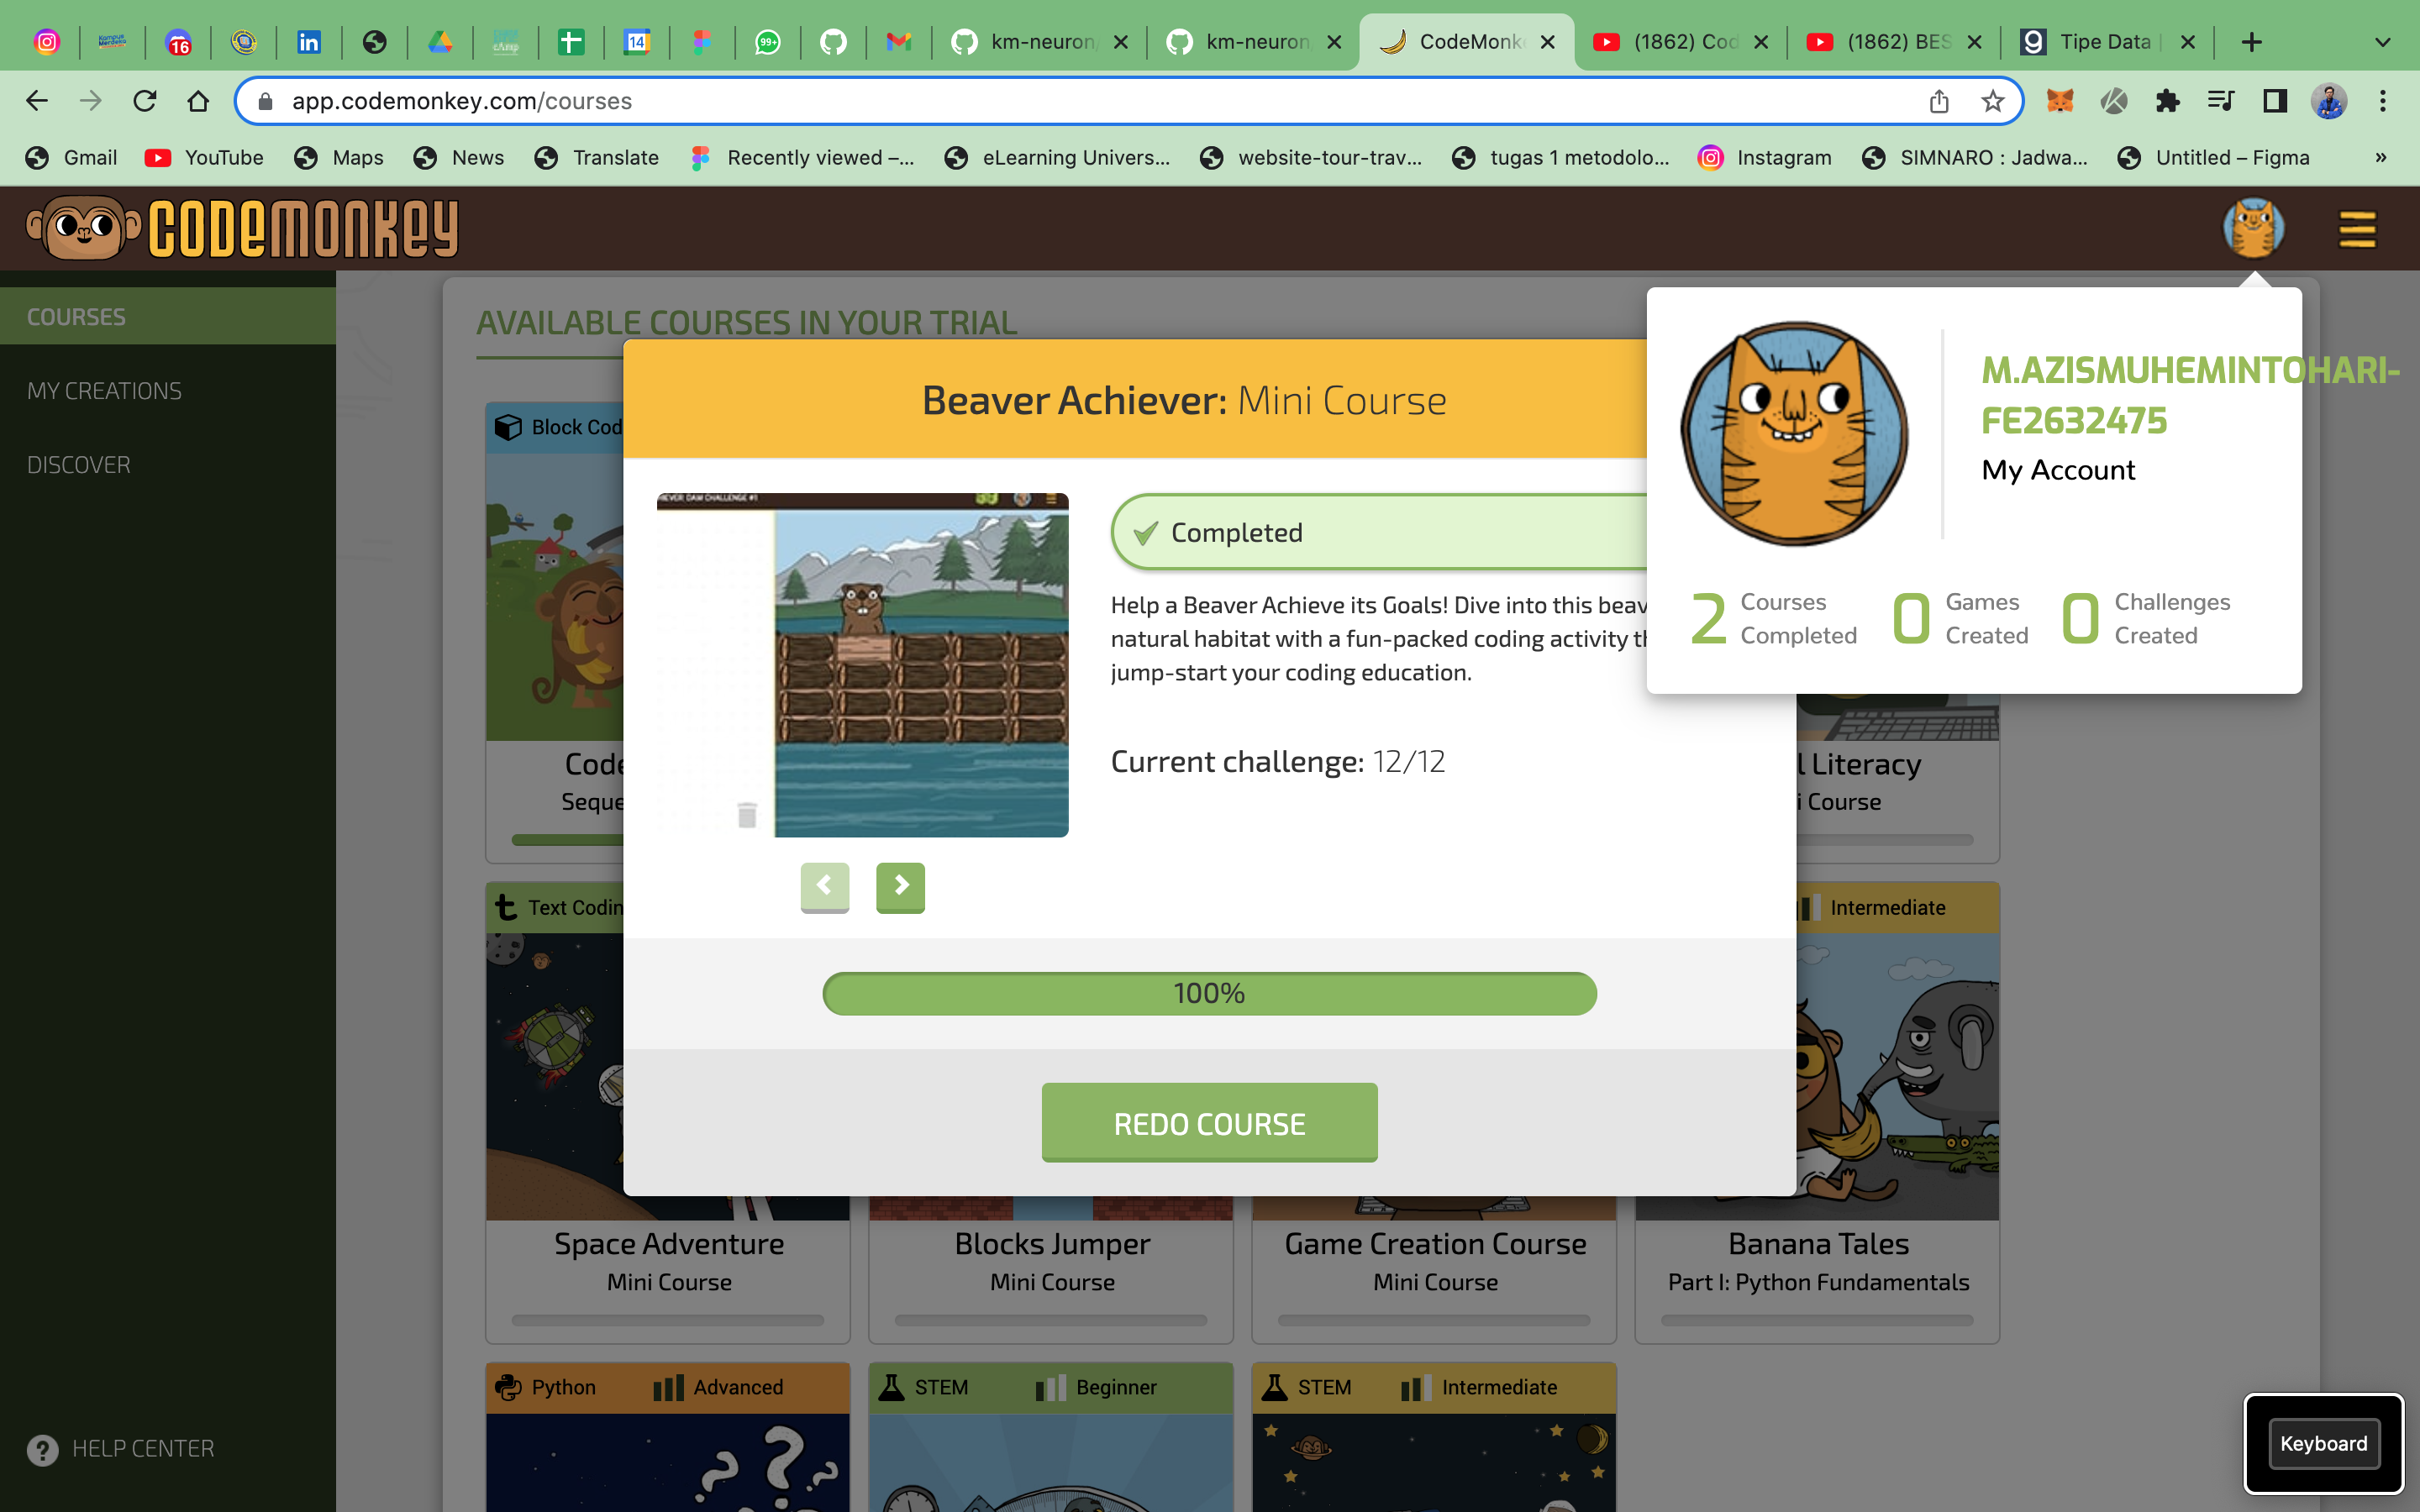 16
14
99+
km-neuron
km-neuron
CodeMonk
(1862) Cod
(1862) BES
Tipe Data
app.codemonkey.com/courses
Gmail
YouTube
Maps
News
Translate
Recently viewed –...
eLearning Univers...
website-tour-trav...
tugas 1 metodolo...
Instagram
SIMNARO : Jadwa...
Untitled – Figma
»
CODEMONKEY
COURSES
MY CREATIONS
DISCOVER
HELP CENTER
AVAILABLE COURSES IN YOUR TRIAL
Beaver Achiever: Mini Course
M.AZISMUHEMINTOHARI-
FE2632475
My Account
2 Courses Completed
0 Games Created
0 Challenges Created
Block Cod
Completed
Help a Beaver Achieve its Goals! Dive into this beav
natural habitat with a fun-packed coding activity th
jump-start your coding education.
Current challenge: 12/12
Code
Seque
l Literacy
i Course
Text Codin
Intermediate
100%
REDO COURSE
Space Adventure
Mini Course
Blocks Jumper
Mini Course
Game Creation Course
Mini Course
Banana Tales
Part I: Python Fundamentals
Python
Advanced
STEM
Beginner
STEM
Intermediate
Keyboard